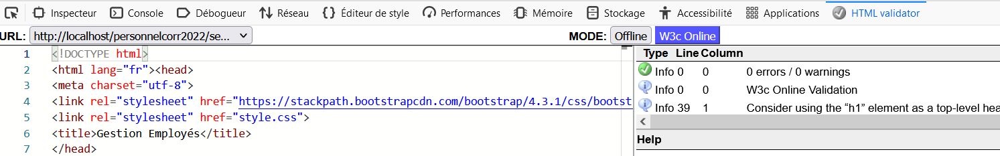 Inspecteur Console Débogueur Réseau {} Éditeur de style Performances Mémoire Stockage Accessibilité Applications HTML validator
URL: http://localhost/personnelcorr2022/se... MODE: Offline W3c Online
1 <!DOCTYPE html>
2 <html lang="fr"><head>
3 <meta charset="utf-8">
4 <link rel="stylesheet" href="https://stackpath.bootstrapcdn.com/bootstrap/4.3.1/css/bootst
5 <link rel="stylesheet" href="style.css">
6 <title>Gestion Employés</title>
7 </head>
Type Line Column
Info 0 0 0 errors / 0 warnings
Info 0 0 W3c Online Validation
Info 39 1 Consider using the “h1” element as a top-level hea
Help